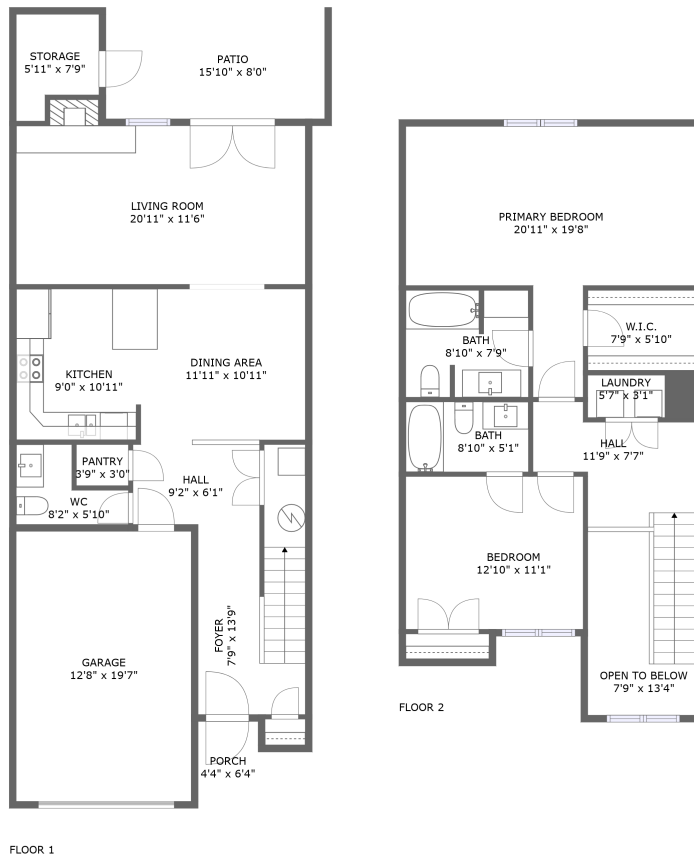 STORAGE
5'11" x 7'9"
PATIO
15'10" x 8'0"
LIVING ROOM
20'11" x 11'6"
KITCHEN
9'0" x 10'11"
DINING AREA
11'11" x 10'11"
PANTRY
3'9" x 3'0"
HALL
9'2" x 6'1"
WC
8'2" x 5'10"
FOYER
7'9" x 13'9"
GARAGE
12'8" x 19'7"
PORCH
4'4" x 6'4"
FLOOR 1
PRIMARY BEDROOM
20'11" x 19'8"
BATH
8'10" x 7'9"
W.I.C.
7'9" x 5'10"
LAUNDRY
5'7" x 3'1"
BATH
8'10" x 5'1"
HALL
11'9" x 7'7"
BEDROOM
12'10" x 11'1"
OPEN TO BELOW
7'9" x 13'4"
FLOOR 2